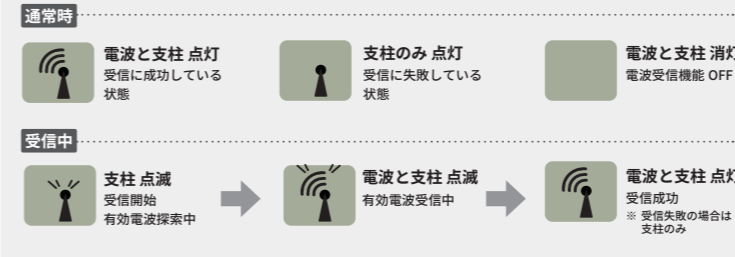 通常時
電波と支柱 点灯
受信に成功している
状態
支柱のみ 点灯
受信に失敗している
状態
電波と支柱 消灯
電波受信機能 OFF
受信中
支柱 点滅
受信開始
有効電波探索中
電波と支柱 点滅
有効電波受信中
電波と支柱 点灯
受信成功
※ 受信失敗の場合は
支柱のみ